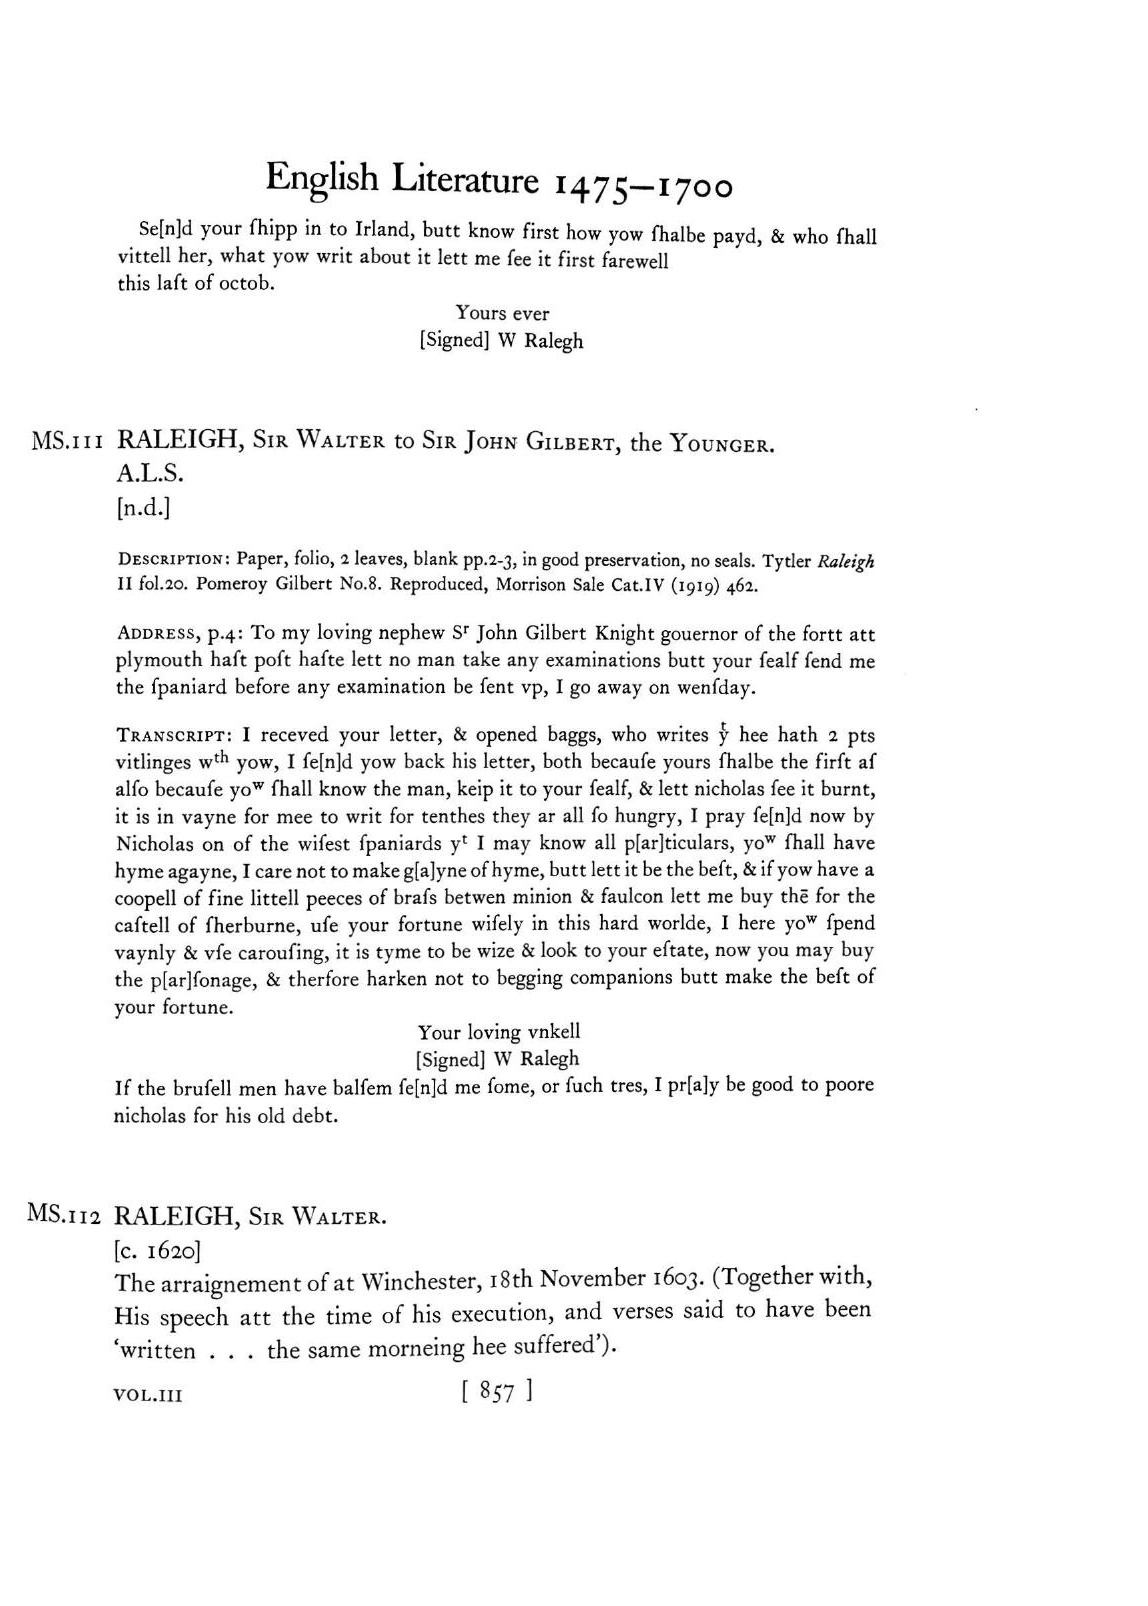 English Literature 1475–1700
Se[n]d your ſhipp in to Irland, butt know first how yow ſhalbe payd, & who ſhall
vittell her, what yow writ about it lett me ſee it first farewell
this laſt of octob.
Yours ever
[Signed] W Ralegh
MS.111 RALEIGH, Sir Walter to Sir John Gilbert, the Younger.
A.L.S.
[n.d.]
Description: Paper, folio, 2 leaves, blank pp.2-3, in good preservation, no seals. Tytler Raleigh
II fol.20. Pomeroy Gilbert No.8. Reproduced, Morrison Sale Cat.IV (1919) 462.
Address, p.4: To my loving nephew Sʳ John Gilbert Knight gouernor of the fortt att
plymouth haſt poſt haſte lett no man take any examinations butt your ſealf ſend me
the ſpaniard before any examination be ſent vp, I go away on wenſday.
Transcript: I receved your letter, & opened baggs, who writes yͭ hee hath 2 pts
vitlinges wᵗʰ yow, I ſe[n]d yow back his letter, both becauſe yours ſhalbe the firſt aſ
alſo becauſe yoʷ ſhall know the man, keip it to your ſealf, & lett nicholas ſee it burnt,
it is in vayne for mee to writ for tenthes they ar all ſo hungry, I pray ſe[n]d now by
Nicholas on of the wiſest ſpaniards yᵗ I may know all p[ar]ticulars, yoʷ ſhall have
hyme agayne, I care not to make g[a]yne of hyme, butt lett it be the beſt, & if yow have a
coopell of fine littell peeces of braſs betwen minion & faulcon lett me buy thē for the
caſtell of ſherburne, uſe your fortune wiſely in this hard worlde, I here yoʷ ſpend
vaynly & vſe carouſing, it is tyme to be wize & look to your eſtate, now you may buy
the p[ar]ſonage, & therfore harken not to begging companions butt make the beſt of
your fortune.
Your loving vnkell
[Signed] W Ralegh
If the bruſell men have balſem ſe[n]d me ſome, or ſuch tres, I pr[a]y be good to poore
nicholas for his old debt.
MS.112 RALEIGH, Sir Walter.
[c. 1620]
The arraignement of at Winchester, 18th November 1603. (Together with,
His speech att the time of his execution, and verses said to have been
‘written . . . the same morneing hee suffered’).
VOL.III [ 857 ]